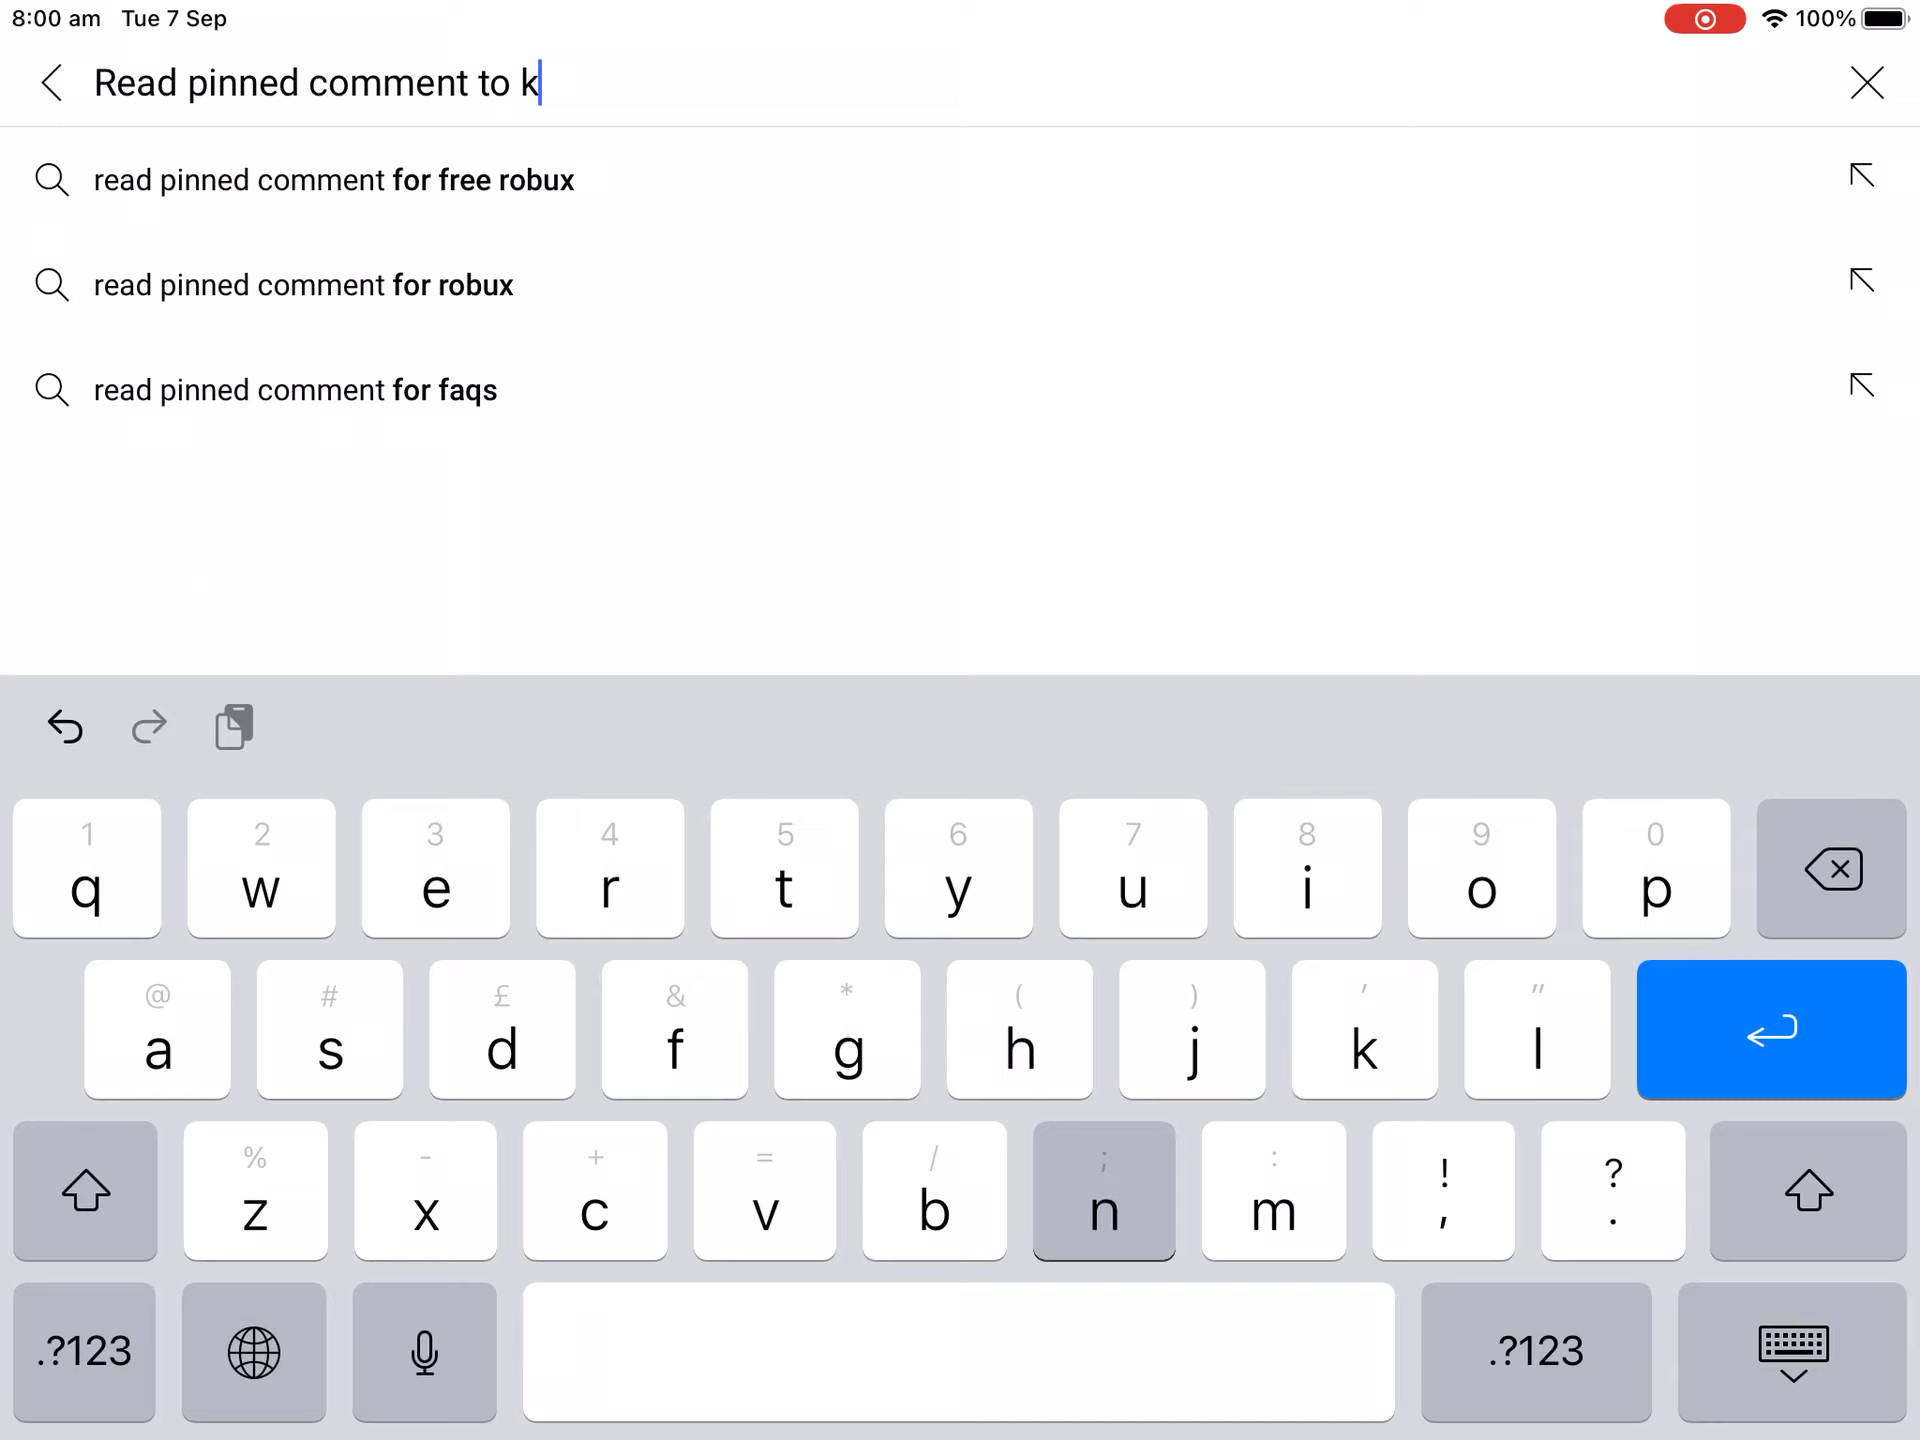 8:00 am Tue 7 Sep 100%
Read pinned comment to k
read pinned comment for free robux
read pinned comment for robux
read pinned comment for faqs
1 2 3 4 5 6 7 8 9 0
q w e r t y u i o p
@ # £ & * ( ) ' "
a s d f g h j k l
% - + = / ; : ! ?
z x c v b n m , .
.?123 .?123